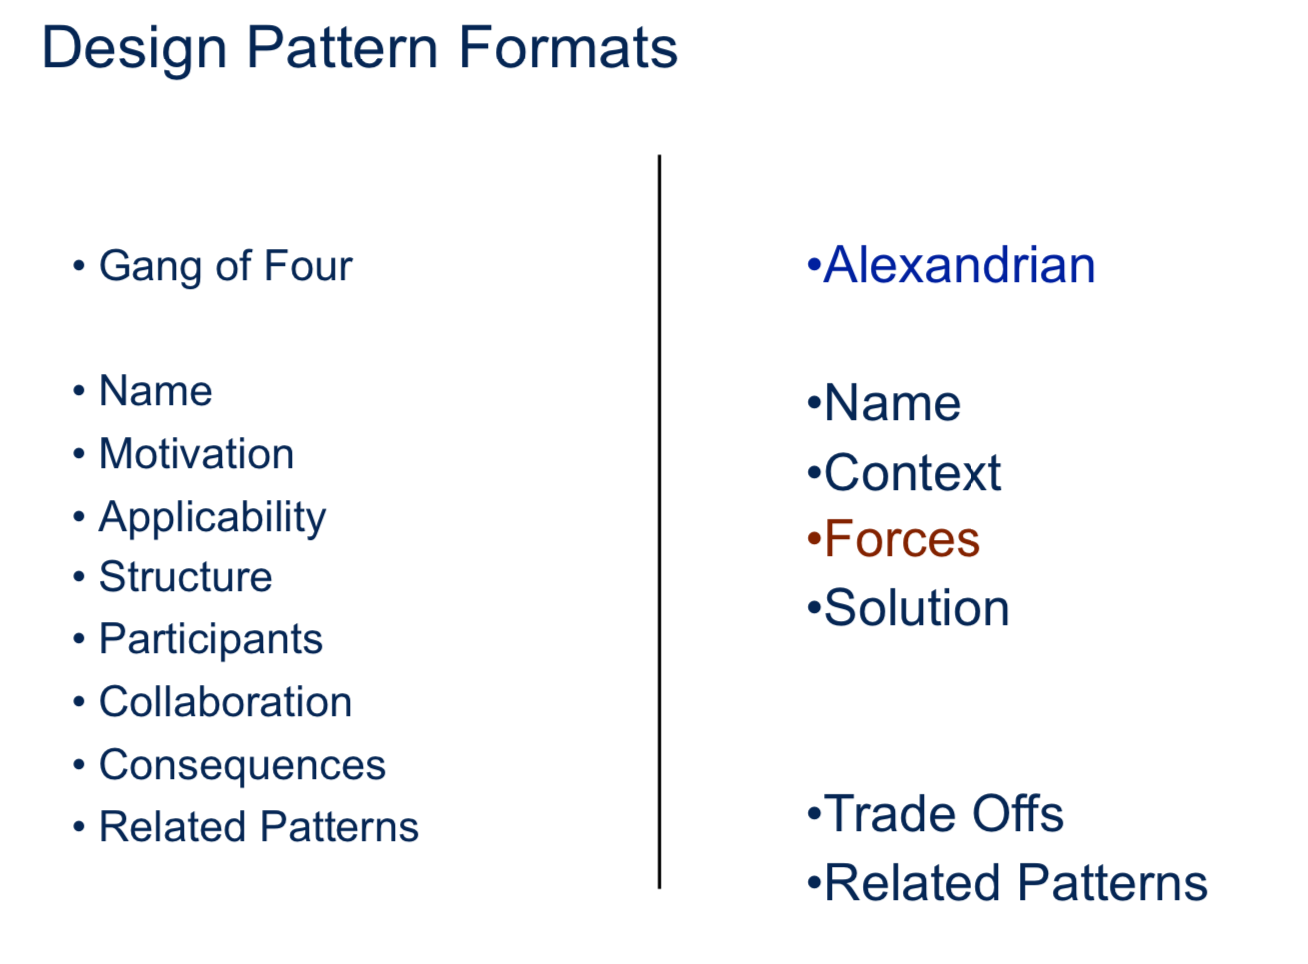 Design Pattern Formats
• Gang of Four
• Name
• Motivation
• Applicability
• Structure
• Participants
• Collaboration
• Consequences
• Related Patterns
•Alexandrian
•Name
•Context
•Forces
•Solution
•Trade Offs
•Related Patterns